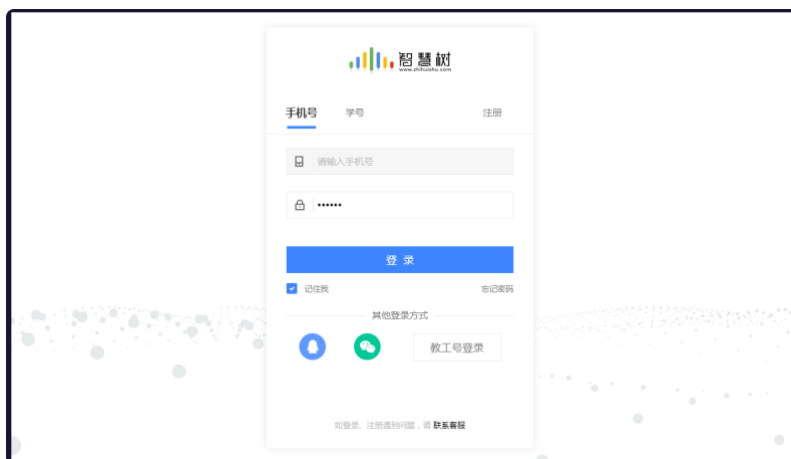 智慧树
www.zhihuishu.com
手机号 学号 注册
请输入手机号
••••••
登录
记住我 忘记密码
其他登录方式
教工号登录
如登录、注册遇到问题，请 联系客服